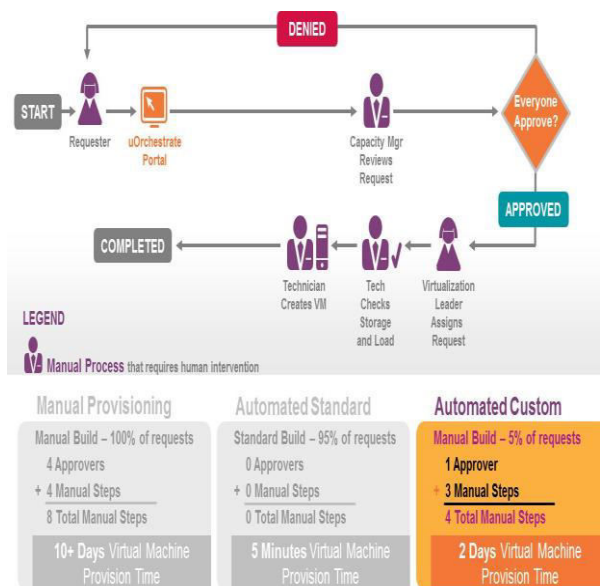 DENIED
START
Requester
uOrchestrate
Portal
Capacity Mgr
Reviews
Request
Everyone
Approve?
APPROVED
COMPLETED
Technician
Creates VM
Tech
Checks
Storage
and Load
Virtualization
Leader
Assigns
Request
LEGEND
Manual Process that requires human intervention
Manual Provisioning
Manual Build – 100% of requests
4 Approvers
+ 4 Manual Steps
8 Total Manual Steps
10+ Days Virtual Machine
Provision Time
Automated Standard
Standard Build – 95% of requests
0 Approvers
+ 0 Manual Steps
0 Total Manual Steps
5 Minutes Virtual Machine
Provision Time
Automated Custom
Manual Build – 5% of requests
1 Approver
+ 3 Manual Steps
4 Total Manual Steps
2 Days Virtual Machine
Provision Time